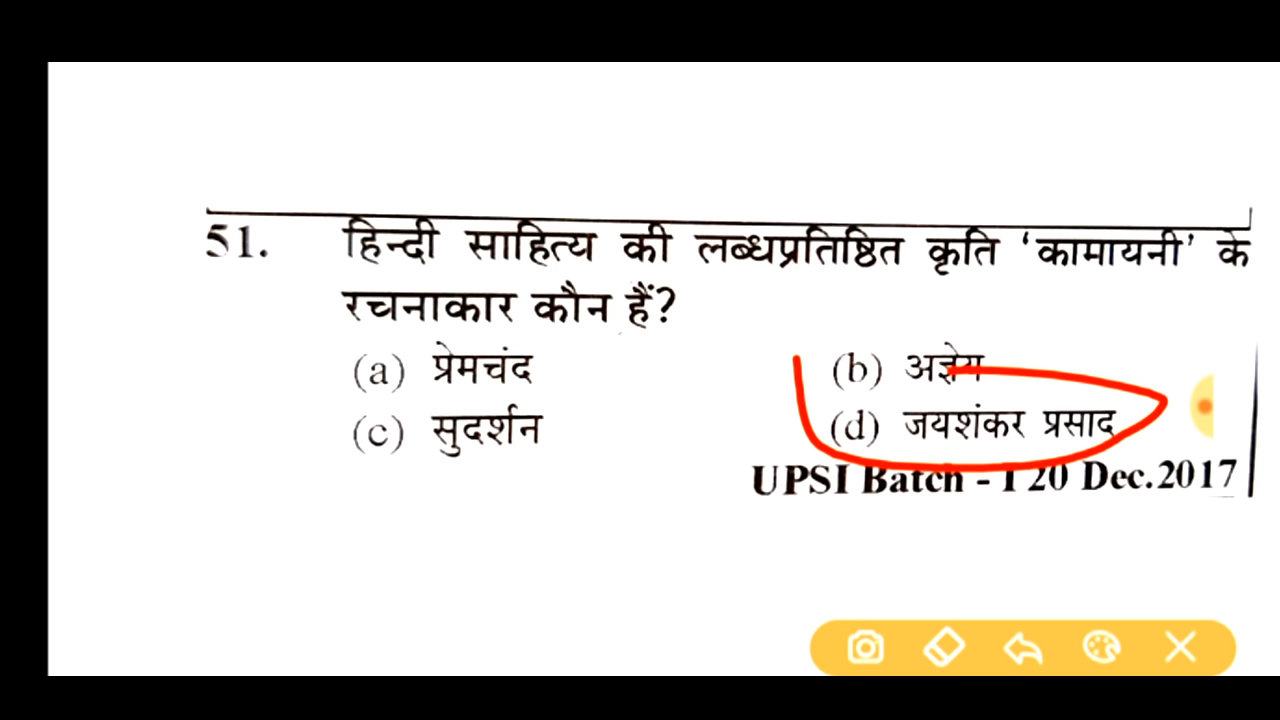 51. हिन्दी साहित्य की लब्धप्रतिष्ठित कृति ‘कामायनी’ के
रचनाकार कौन हैं?
(a) प्रेमचंद (b) अज्ञेय
(c) सुदर्शन (d) जयशंकर प्रसाद
UPSI Batch - I 20 Dec.2017